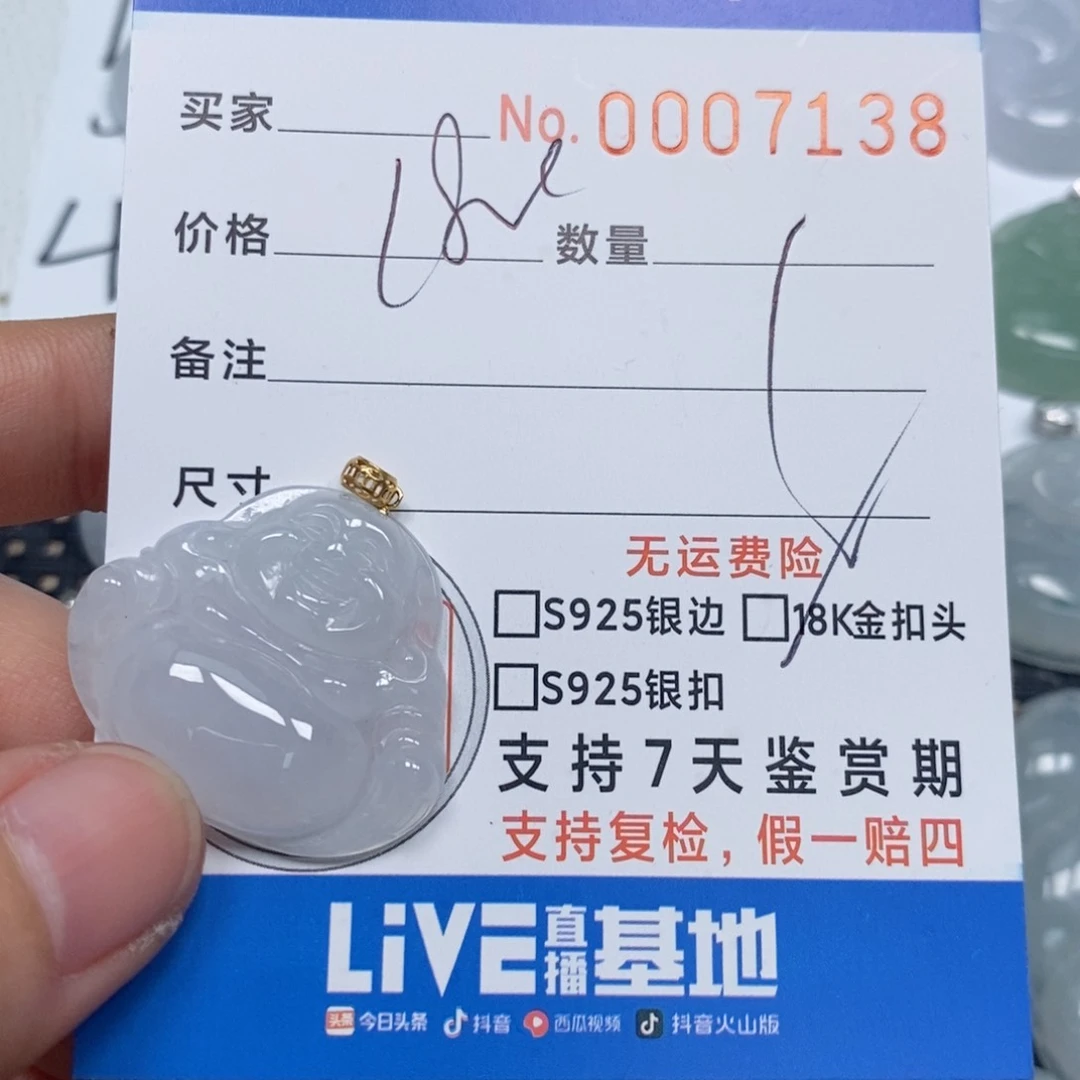 买家 No. 0007138
价格 数量
备注
尺寸
无运费险
□S925银边 □18K金扣头
□S925银扣
支持7天鉴赏期
支持复检，假一赔四
LiVE直播基地
头条 今日头条 抖音 西瓜视频 抖音火山版
4